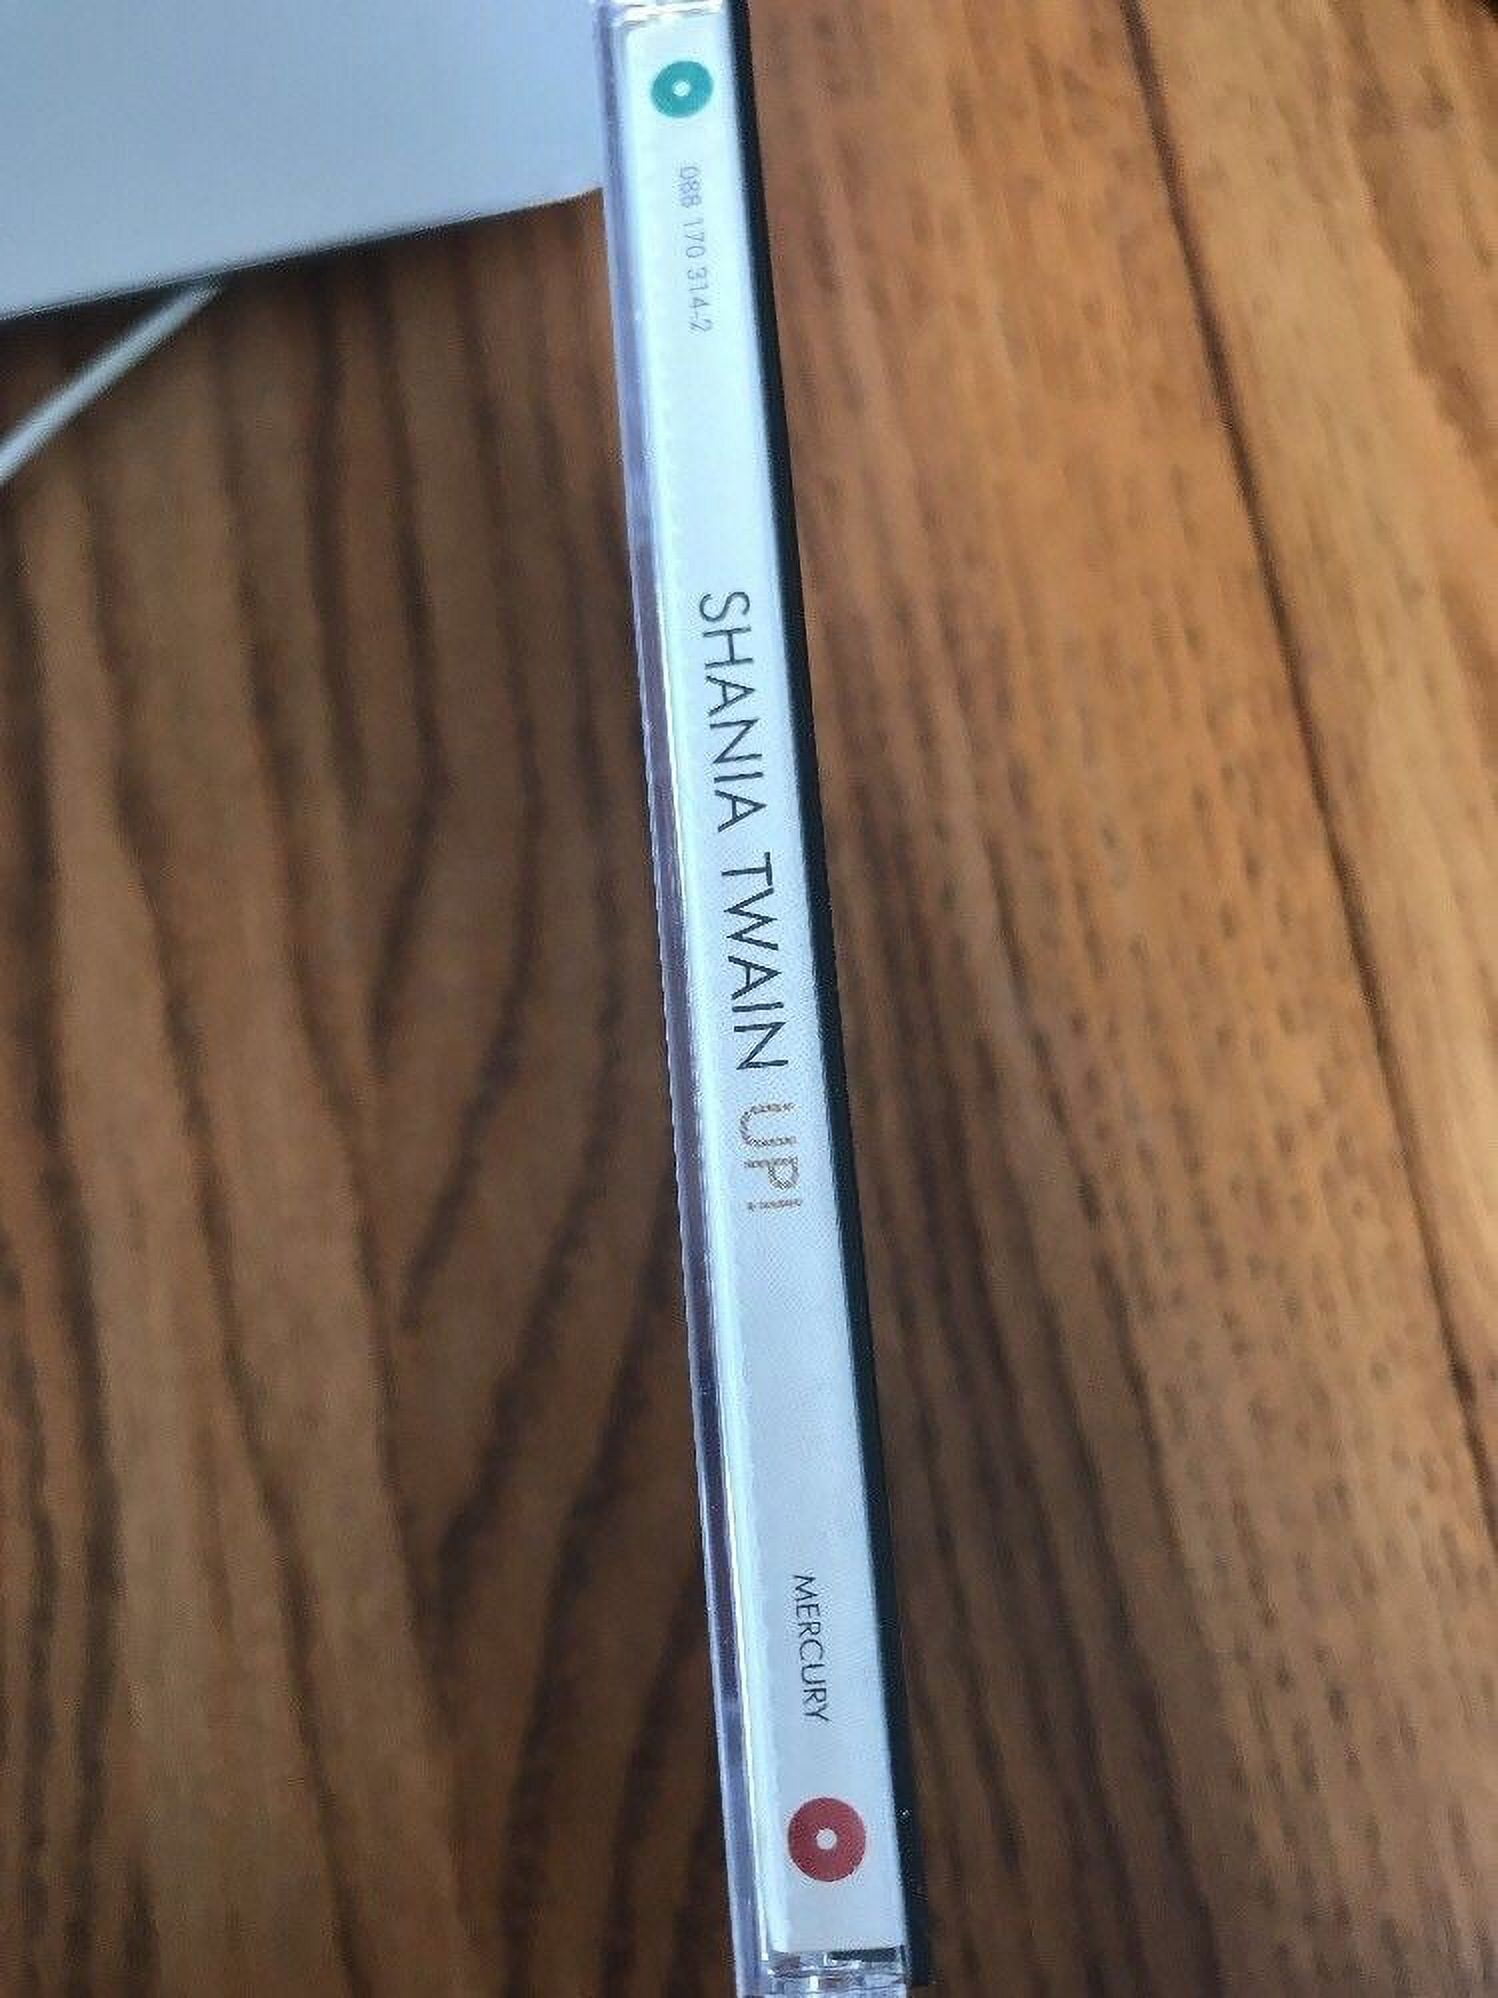 088 170 314-2
SHANIA TWAIN UP!
MERCURY